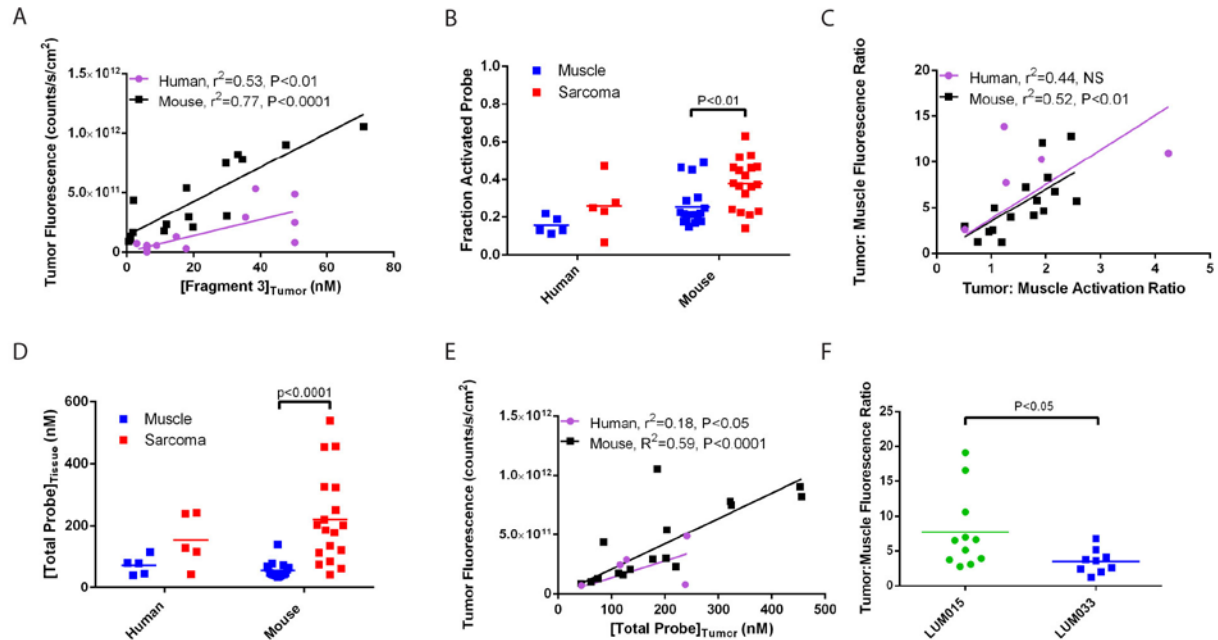 A
Tumor Fluorescence (counts/s/cm²)
1.5×10¹²
1.0×10¹²
5.0×10¹¹
0
0
20
40
60
80
[Fragment 3]Tumor (nM)
Human, r²=0.53, P<0.01
Mouse, r²=0.77, P<0.0001
B
Fraction Activated Probe
1.0
0.8
0.6
0.4
0.2
0.0
Muscle
Sarcoma
P<0.01
Human
Mouse
C
Tumor: Muscle Fluorescence Ratio
20
15
10
5
0
0
1
2
3
4
5
Tumor: Muscle Activation Ratio
Human, r²=0.44, NS
Mouse, r²=0.52, P<0.01
D
[Total Probe]Tissue (nM)
600
400
200
0
Muscle
Sarcoma
p<0.0001
Human
Mouse
E
Tumor Fluorescence (counts/s/cm²)
1.5×10¹²
1.0×10¹²
5.0×10¹¹
0
0
100
200
300
400
500
[Total Probe]Tumor (nM)
Human, r²=0.18, P<0.05
Mouse, R²=0.59, P<0.0001
F
Tumor:Muscle Fluorescence Ratio
25
20
15
10
5
0
P<0.05
LUM015
LUM033